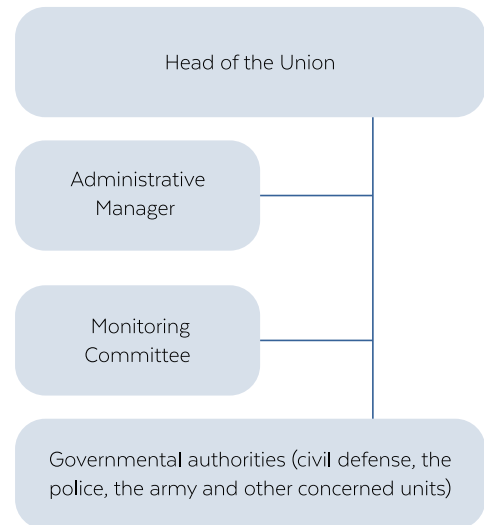 Head of the Union
Administrative
Manager
Monitoring
Committee
Governmental authorities (civil defense, the
police, the army and other concerned units)